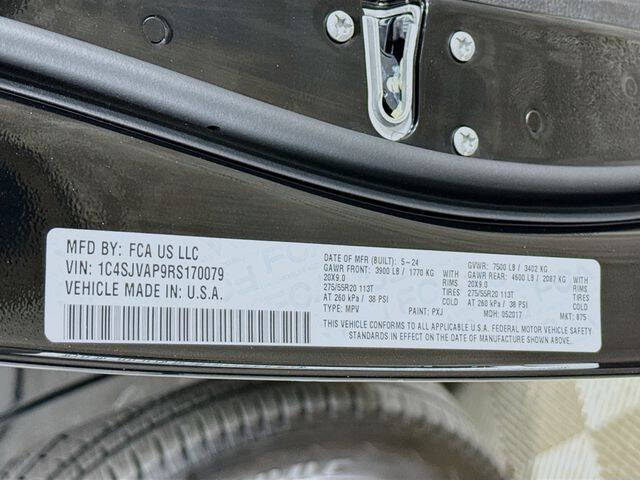 MFD BY: FCA US LLC
VIN: 1C4SJVAP9RS170079
VEHICLE MADE IN: U.S.A.
DATE OF MFR (BUILT): 5-24 GVWR: 7500 LB / 3402 KG
GAWR FRONT: 3900 LB / 1770 KG WITH GAWR REAR: 4600 LB / 2087 KG WITH
20X9.0 RIMS 20X9.0 RIMS
275/55R20 113T TIRES 275/55R20 113T TIRES
AT 260 kPa / 38 PSI COLD AT 260 kPa / 38 PSI COLD
TYPE: MPV PAINT: PXJ MDH: 052017 MKT: 875
THIS VEHICLE CONFORMS TO ALL APPLICABLE U.S.A. FEDERAL MOTOR VEHICLE SAFETY
STANDARDS IN EFFECT ON THE DATE OF MANUFACTURE SHOWN ABOVE.